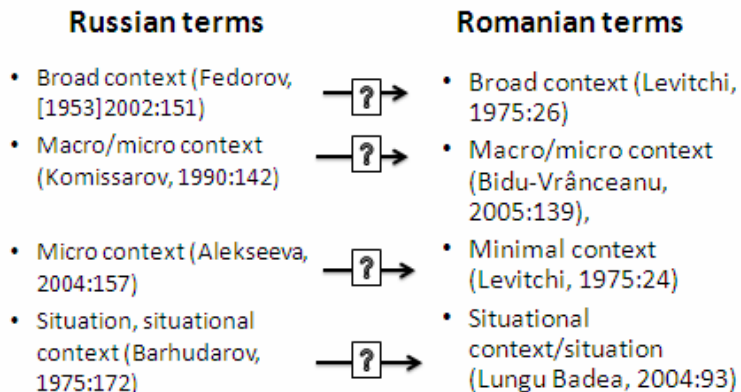 Russian terms
Romanian terms
• Broad context (Fedorov,
[1953]2002:151)
?
• Broad context (Levitchi,
1975:26)
• Macro/micro context
(Komissarov, 1990:142)
?
• Macro/micro context
(Bidu-Vrânceanu,
2005:139),
• Micro context (Alekseeva,
2004:157)
?
• Minimal context
(Levitchi, 1975:24)
• Situation, situational
context (Barhudarov,
1975:172)
?
• Situational
context/situation
(Lungu Badea, 2004:93)